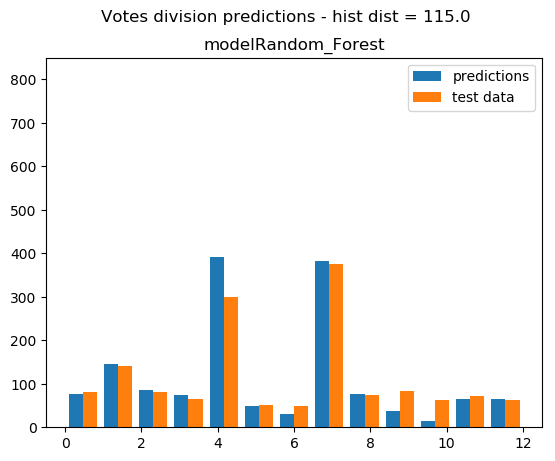 Votes division predictions - hist dist = 115.0
modelRandom_Forest
predictions
test data
800
700
600
500
400
300
200
100
0
0 2 4 6 8 10 12